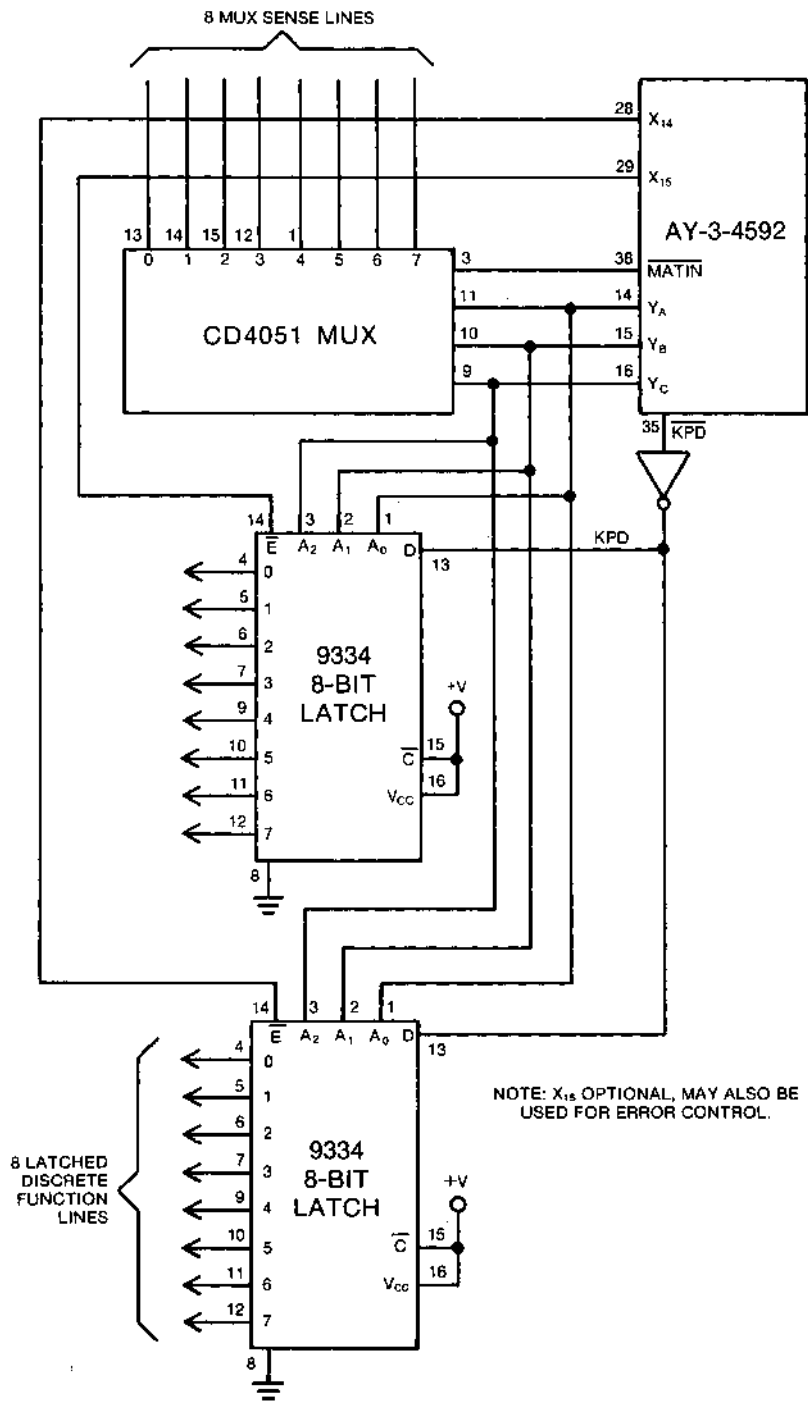 8 MUX SENSE LINES
28 X14
29 X15
AY-3-4592
13 14 15 12 1
0 1 2 3 4 5 6 7
3 36 MATIN
11 14 YA
CD4051 MUX
10 15 YB
9 16 YC
35 KPD
14 3 2 1
E A2 A1 A0 D KPD
13
4 0
5 1
6 2
7 3
9 4
10 5
11 6
12 7
9334
8-BIT
LATCH
+V
C 15
VCC 16
8
14 3 2 1
E A2 A1 A0 D
13
4 0
5 1
6 2
7 3
9 4
10 5
11 6
12 7
9334
8-BIT
LATCH
NOTE: X15 OPTIONAL, MAY ALSO BE
USED FOR ERROR CONTROL.
8 LATCHED
DISCRETE
FUNCTION
LINES
+V
C 15
VCC 16
8